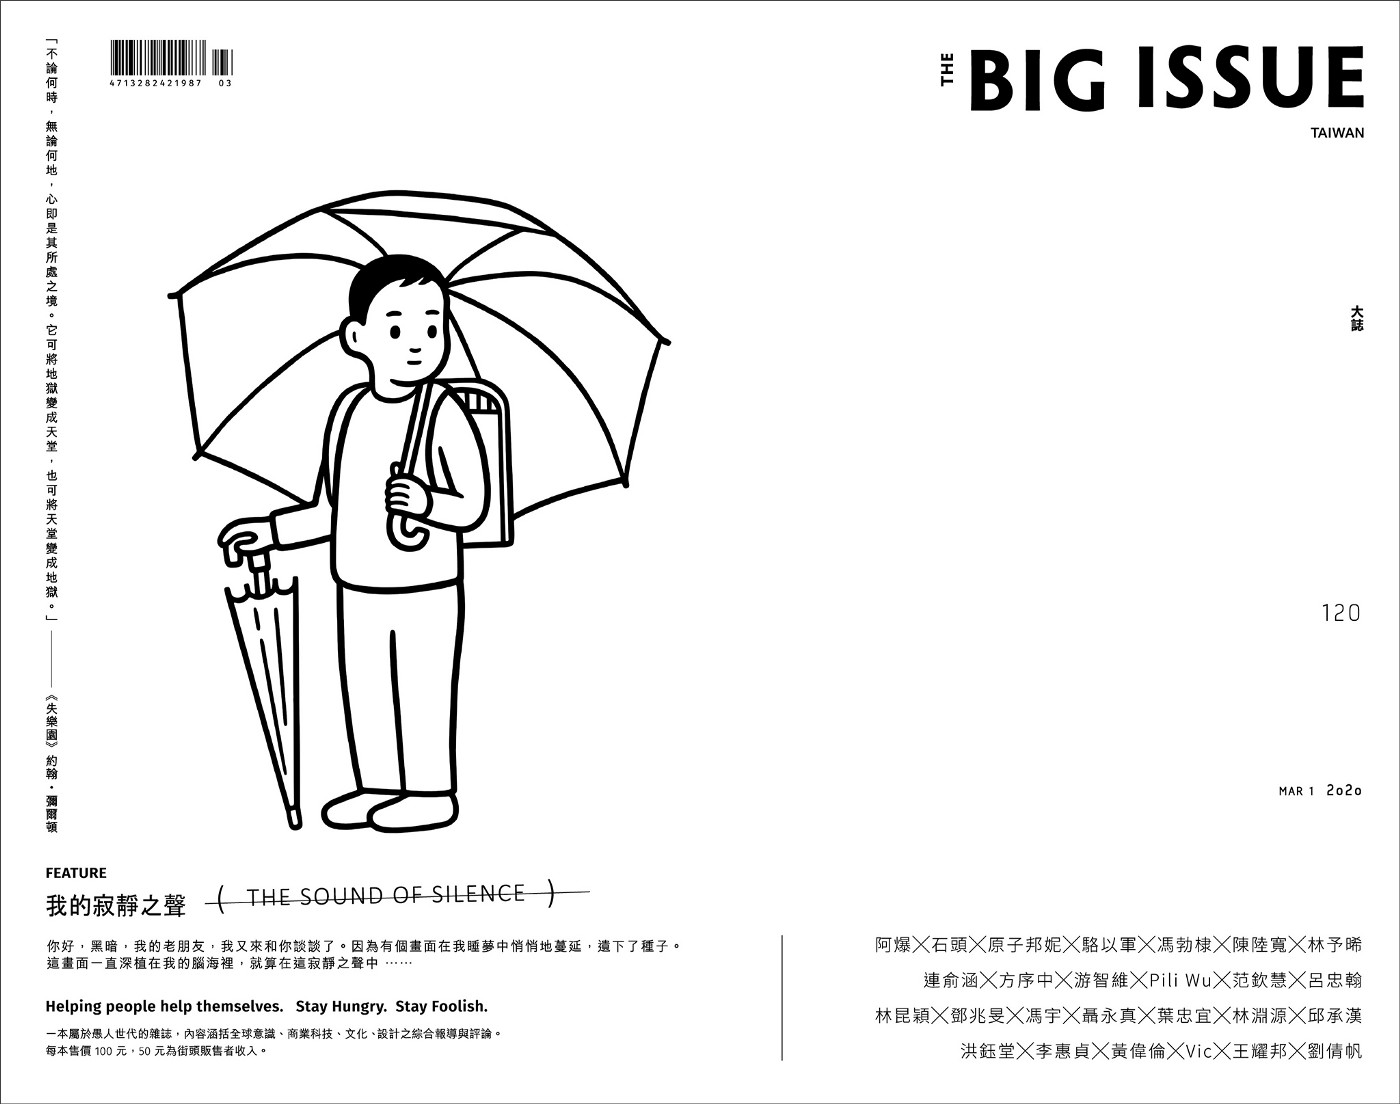 「不論何時，無論何地，心即是其所處之境。它可將地獄變成天堂，也可將天堂變成地獄。」——《失樂園》約翰・彌爾頓
4713282421987 03
THE BIG ISSUE
TAIWAN
大誌
120
MAR 1 2020
FEATURE
我的寂靜之聲 ( THE SOUND OF SILENCE )
你好，黑暗，我的老朋友，我又來和你談談了。因為有個畫面在我睡夢中悄悄地蔓延，遺下了種子。
這畫面一直深植在我的腦海裡，就算在這寂靜之聲中 ……
Helping people help themselves. Stay Hungry. Stay Foolish.
一本屬於愚人世代的雜誌，內容涵括全球意識、商業科技、文化、設計之綜合報導與評論。
每本售價 100 元，50 元為街頭販售者收入。
阿爆╳石頭╳原子邦妮╳駱以軍╳馮勃棣╳陳陸寬╳林予晞
連俞涵╳方序中╳游智維╳Pili Wu╳范欽慧╳呂忠翰
林昆穎╳鄧兆旻╳馮宇╳聶永真╳葉忠宜╳林淵源╳邱承漢
洪鈺堂╳李惠貞╳黃偉倫╳Vic╳王耀邦╳劉倩帆